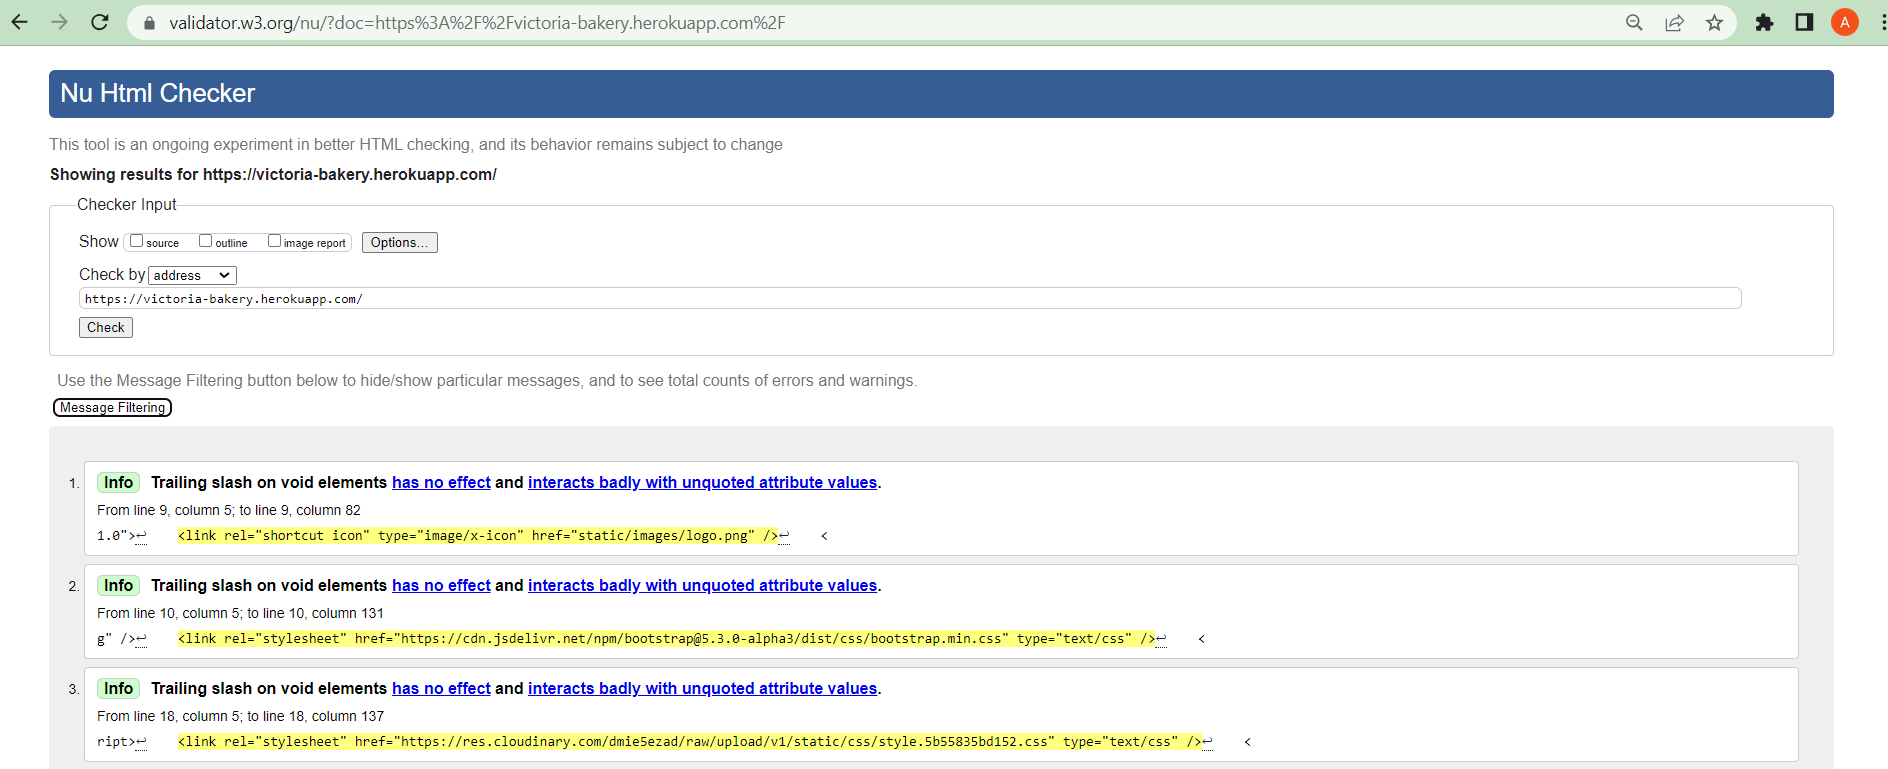 validator.w3.org/nu/?doc=https%3A%2F%2Fvictoria-bakery.herokuapp.com%2F
A
Nu Html Checker
This tool is an ongoing experiment in better HTML checking, and its behavior remains subject to change
Showing results for https://victoria-bakery.herokuapp.com/
Checker Input
Show source outline image report Options...
Check by address
https://victoria-bakery.herokuapp.com/
Check
Use the Message Filtering button below to hide/show particular messages, and to see total counts of errors and warnings.
Message Filtering
1. Info Trailing slash on void elements has no effect and interacts badly with unquoted attribute values.
From line 9, column 5; to line 9, column 82
1.0">↩ <link rel="shortcut icon" type="image/x-icon" href="static/images/logo.png" />↩ <
2. Info Trailing slash on void elements has no effect and interacts badly with unquoted attribute values.
From line 10, column 5; to line 10, column 131
g" />↩ <link rel="stylesheet" href="https://cdn.jsdelivr.net/npm/bootstrap@5.3.0-alpha3/dist/css/bootstrap.min.css" type="text/css" />↩ <
3. Info Trailing slash on void elements has no effect and interacts badly with unquoted attribute values.
From line 18, column 5; to line 18, column 137
ript>↩ <link rel="stylesheet" href="https://res.cloudinary.com/dmie5ezad/raw/upload/v1/static/css/style.5b55835bd152.css" type="text/css" />↩ <